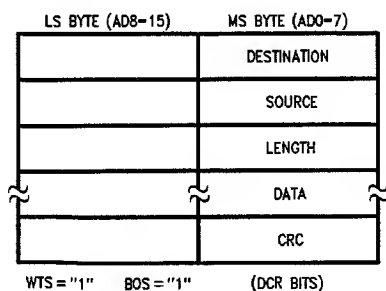 LS BYTE (AD8-15) MS BYTE (AD0-7)
DESTINATION
SOURCE
LENGTH
DATA
CRC
WTS = "1" BOS = "1" (DCR BITS)